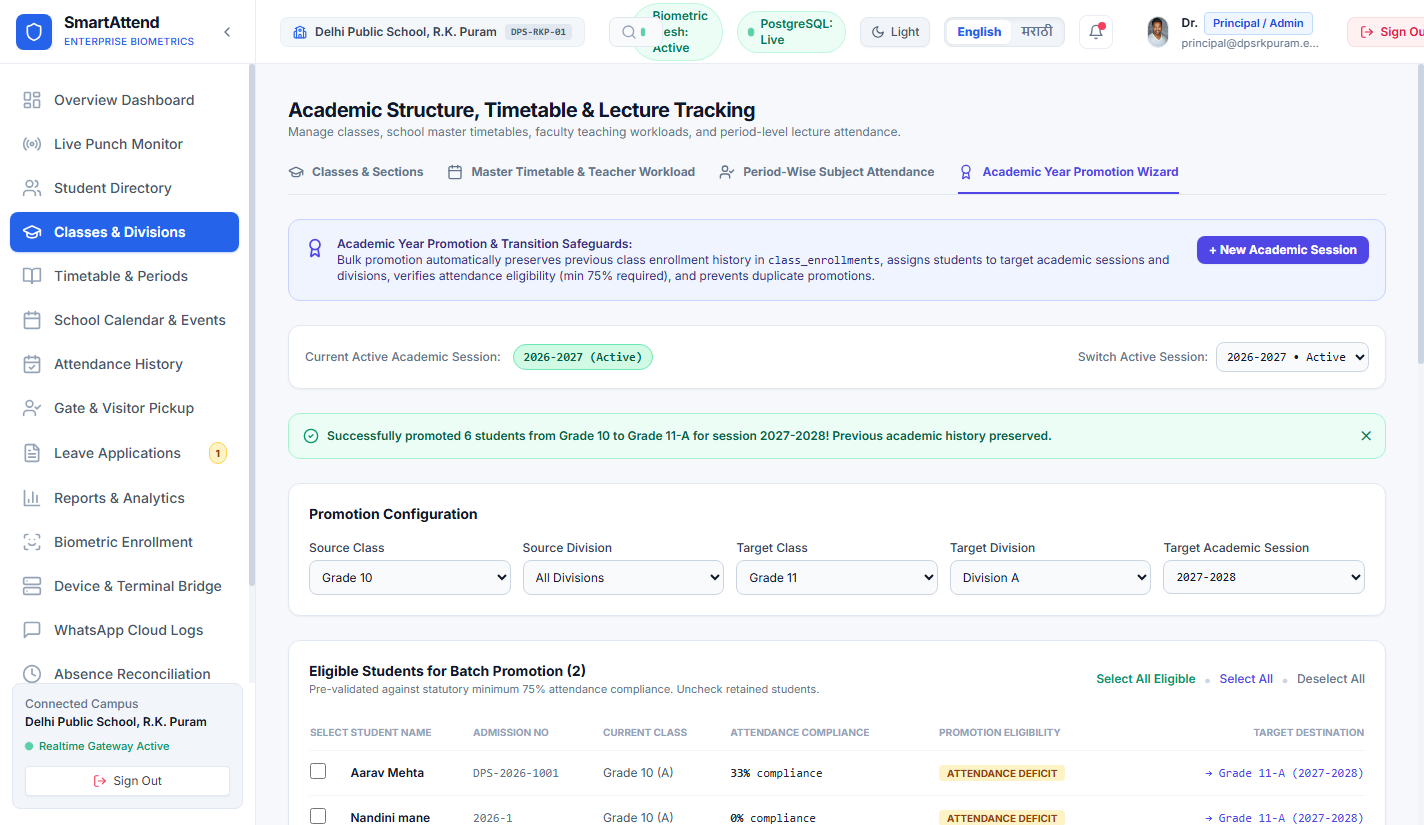 SmartAttend
ENTERPRISE BIOMETRICS
Delhi Public School, R.K. Puram DPS-RKP-01
Biometric
esh:
Active
PostgreSQL:
Live
Light
English मराठी
Dr. Principal / Admin
principal@dpsrkpuram.e...
Sign Ou
Overview Dashboard
Live Punch Monitor
Student Directory
Classes & Divisions
Timetable & Periods
School Calendar & Events
Attendance History
Gate & Visitor Pickup
Leave Applications 1
Reports & Analytics
Biometric Enrollment
Device & Terminal Bridge
WhatsApp Cloud Logs
Absence Reconciliation
Connected Campus
Delhi Public School, R.K. Puram
Realtime Gateway Active
Sign Out
Academic Structure, Timetable & Lecture Tracking
Manage classes, school master timetables, faculty teaching workloads, and period-level lecture attendance.
Classes & Sections Master Timetable & Teacher Workload Period-Wise Subject Attendance Academic Year Promotion Wizard
Academic Year Promotion & Transition Safeguards:
Bulk promotion automatically preserves previous class enrollment history in class_enrollments, assigns students to target academic sessions and
divisions, verifies attendance eligibility (min 75% required), and prevents duplicate promotions.
+ New Academic Session
Current Active Academic Session: 2026-2027 (Active)
Switch Active Session: 2026-2027 • Active
Successfully promoted 6 students from Grade 10 to Grade 11-A for session 2027-2028! Previous academic history preserved.
Promotion Configuration
Source Class Source Division Target Class Target Division Target Academic Session
Grade 10 All Divisions Grade 11 Division A 2027-2028
Eligible Students for Batch Promotion (2)
Pre-validated against statutory minimum 75% attendance compliance. Uncheck retained students.
Select All Eligible Select All Deselect All
SELECT STUDENT NAME ADMISSION NO CURRENT CLASS ATTENDANCE COMPLIANCE PROMOTION ELIGIBILITY TARGET DESTINATION
Aarav Mehta DPS-2026-1001 Grade 10 (A) 33% compliance ATTENDANCE DEFICIT → Grade 11-A (2027-2028)
Nandini mane 2026-1 Grade 10 (A) 0% compliance ATTENDANCE DEFICIT → Grade 11-A (2027-2028)